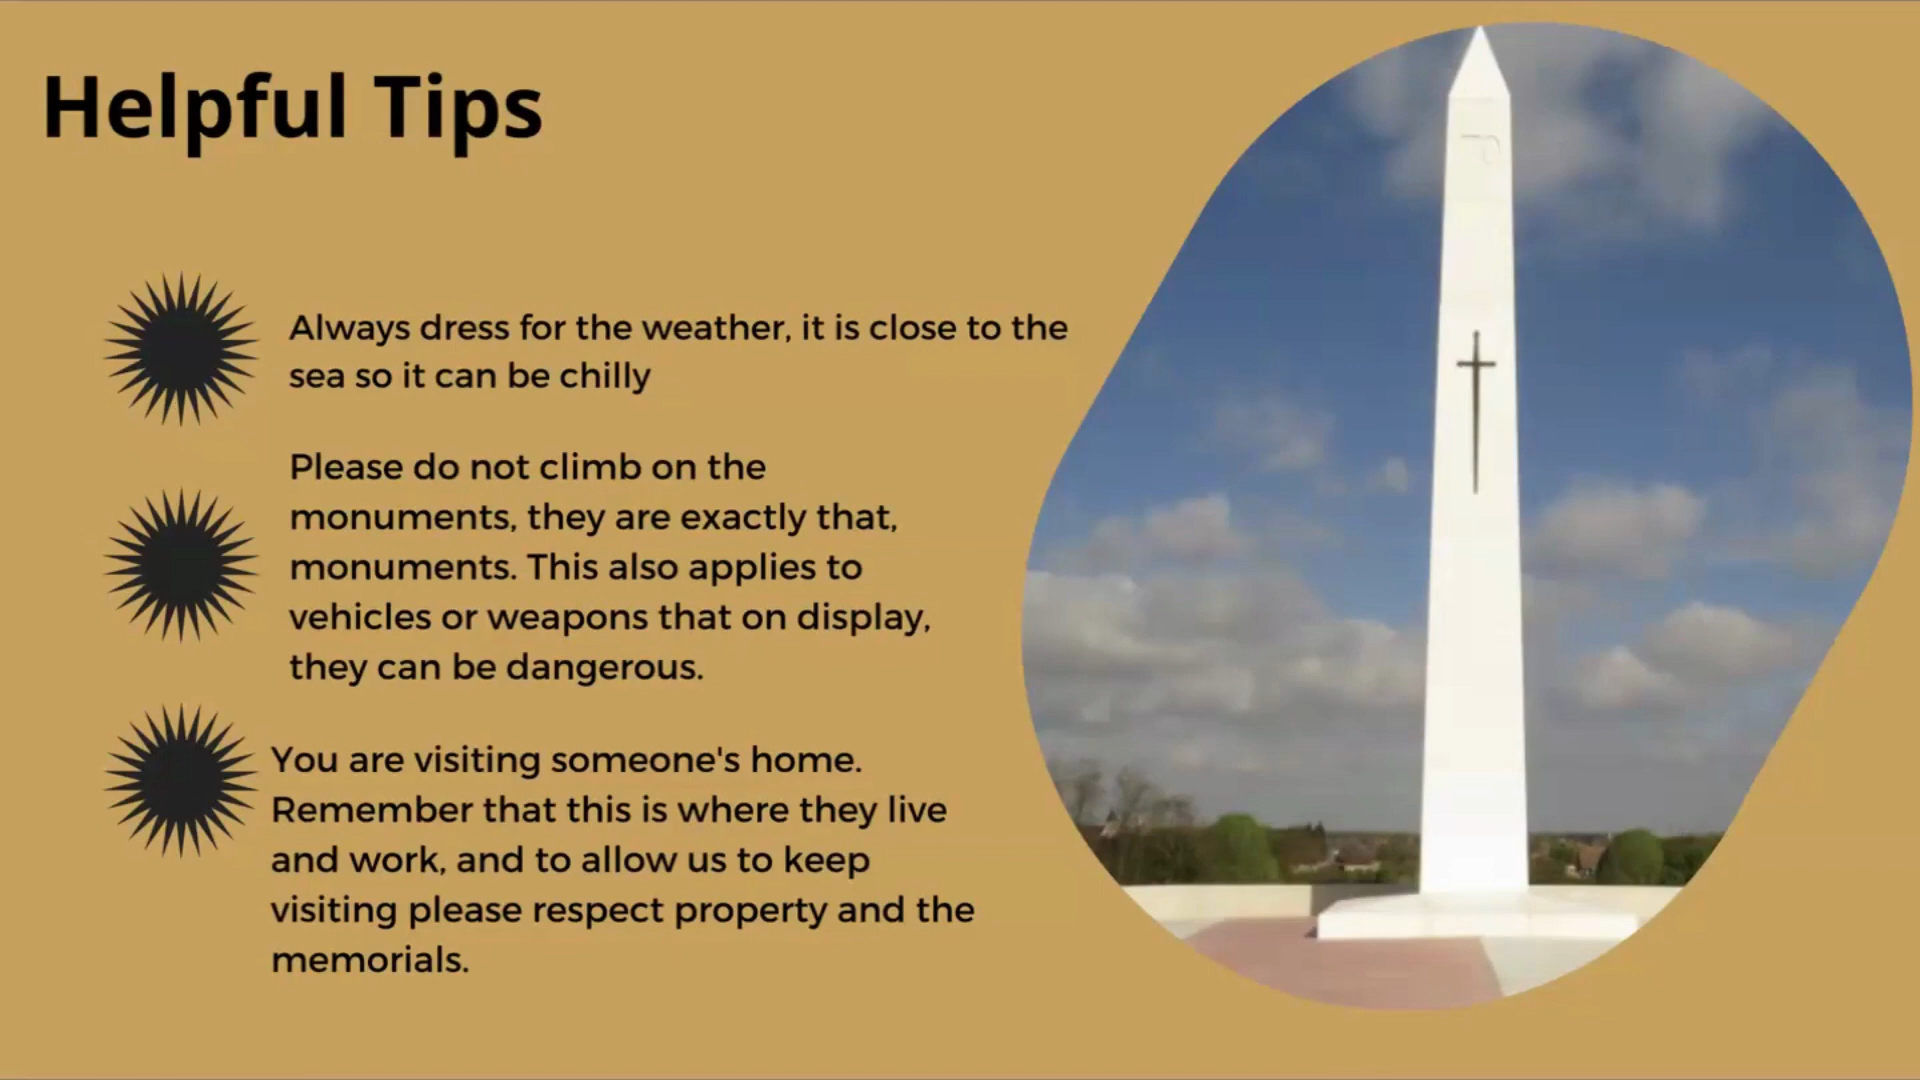 Helpful Tips
Always dress for the weather, it is close to the
sea so it can be chilly
Please do not climb on the
monuments, they are exactly that,
monuments. This also applies to
vehicles or weapons that on display,
they can be dangerous.
You are visiting someone's home.
Remember that this is where they live
and work, and to allow us to keep
visiting please respect property and the
memorials.